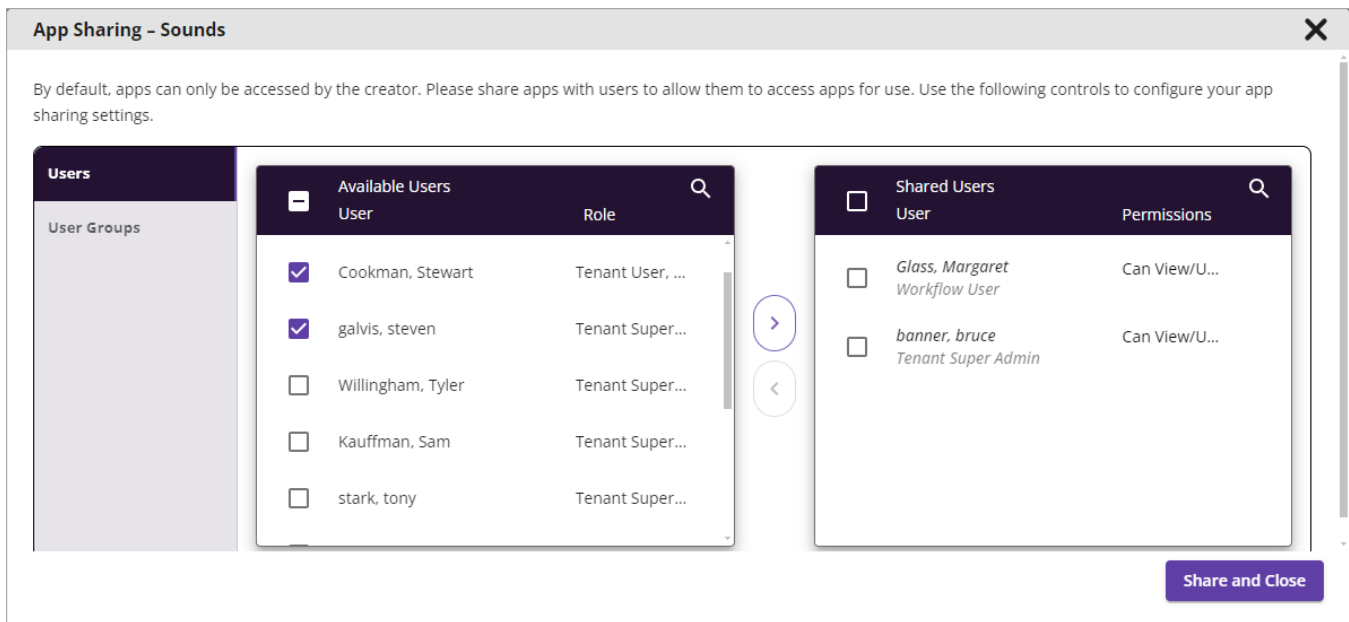 App Sharing – Sounds
By default, apps can only be accessed by the creator. Please share apps with users to allow them to access apps for use. Use the following controls to configure your app
sharing settings.
Users
User Groups
Available Users
User Role
Cookman, Stewart Tenant User, ...
galvis, steven Tenant Super...
Willingham, Tyler Tenant Super...
Kauffman, Sam Tenant Super...
stark, tony Tenant Super...
Shared Users
User Permissions
Glass, Margaret Can View/U...
Workflow User
banner, bruce Can View/U...
Tenant Super Admin
Share and Close